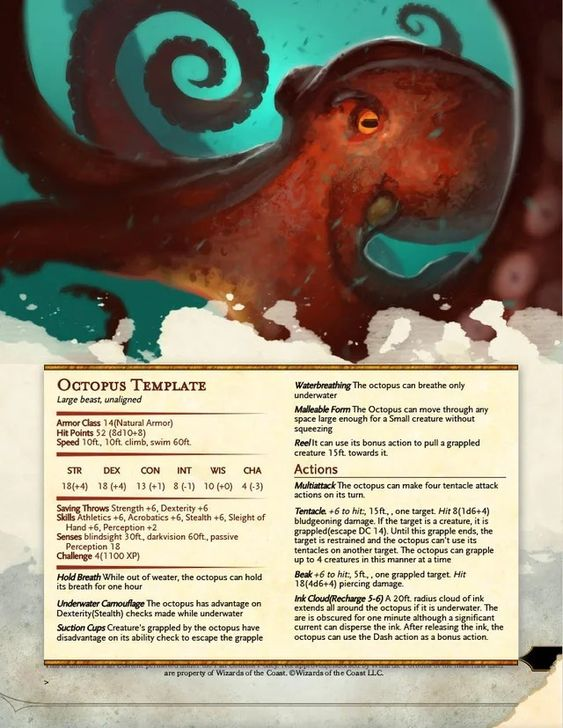 OCTOPUS TEMPLATE
Large beast, unaligned
Armor Class 14(Natural Armor)
Hit Points 52 (8d10+8)
Speed 10ft., 10ft. climb, swim 60ft.
STR DEX CON INT WIS CHA
18(+4) 18 (+4) 13 (+1) 8 (-1) 10 (+0) 4 (-3)
Saving Throws Strength +6, Dexterity +6
Skills Athletics +6, Acrobatics +6, Stealth +6, Sleight of
Hand +6, Perception +2
Senses blindsight 30ft., darkvision 60ft., passive
Perception 18
Challenge 4(1100 XP)
Hold Breath While out of weater, the octopus can hold
its breath for one hour
Underwater Camouflage The octopus has advantage on
Dexterity(Stealth) checks made while underwater
Suction Cups Creature's grappled by the octopus have
disadvantage on its ability check to escape the grapple
Waterbreathing The octopus can breathe only
underwater
Malleable Form The Octopus can move through any
space large enough for a Small creature without
squeezing
Reel It can use its bonus action to pull a grappled
creature 15ft. towards it.
Actions
Multiattack The octopus can make four tentacle attack
actions on its turn.
Tentacle. +6 to hit:, 15ft., , one target. Hit 8(1d6+4)
bludgeoning damage. If the target is a creature, it is
grappled(escape DC 14). Until this grapple ends, the
target is restrained and the octopus can't use its
tentacles on another target. The octopus can grapple
up to 4 creatures in this manner at a time
Beak +6 to hit:, 5ft., , one grappled target. Hit
18(4d6+4) piercing damage.
Ink Cloud(Recharge 5-6) A 20ft. radius cloud of ink
extends all around the octopus if it is underwater. The
are is obscured for one minute although a significant
current can disperse the ink. After releasing the ink, the
octopus can use the Dash action as a bonus action.
are property of Wizards of the Coast. ©Wizards of the Coast LLC.
>